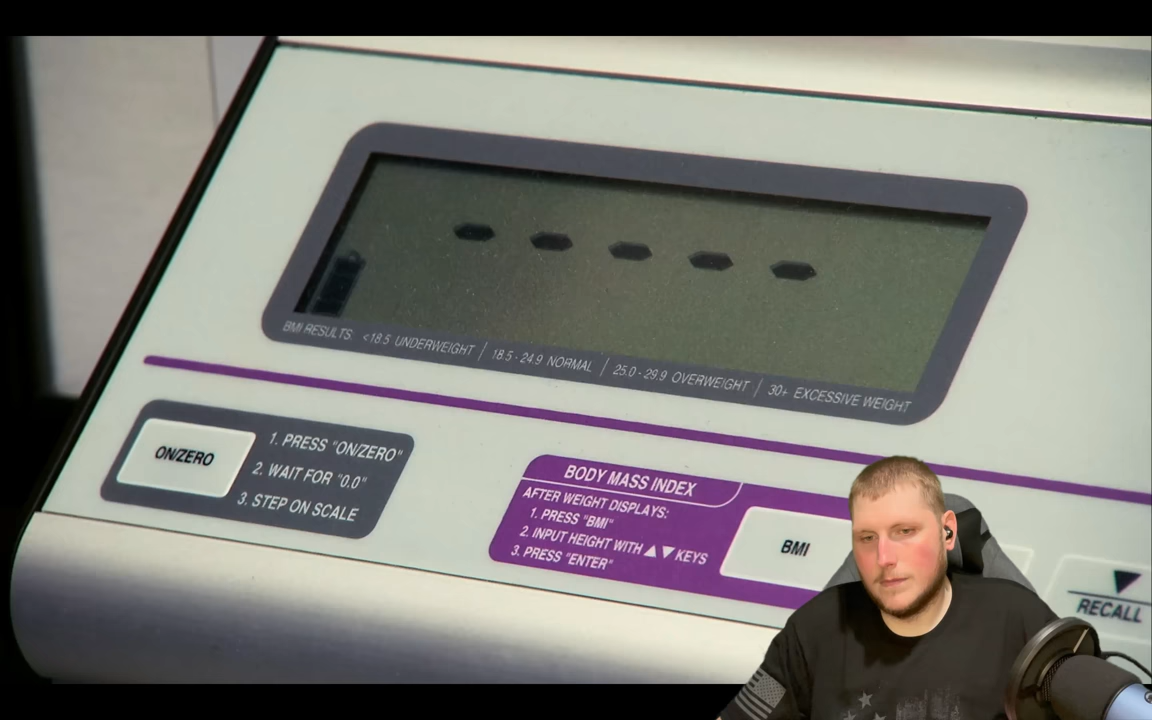 BMI RESULTS: <18.5 UNDERWEIGHT | 18.5 - 24.9 NORMAL | 25.0 - 29.9 OVERWEIGHT | 30+ EXCESSIVE WEIGHT
ON/ZERO
1. PRESS "ON/ZERO"
2. WAIT FOR "0.0"
3. STEP ON SCALE
BODY MASS INDEX
AFTER WEIGHT DISPLAYS:
1. PRESS "BMI"
2. INPUT HEIGHT WITH ▲▼ KEYS
3. PRESS "ENTER"
BMI
RECALL